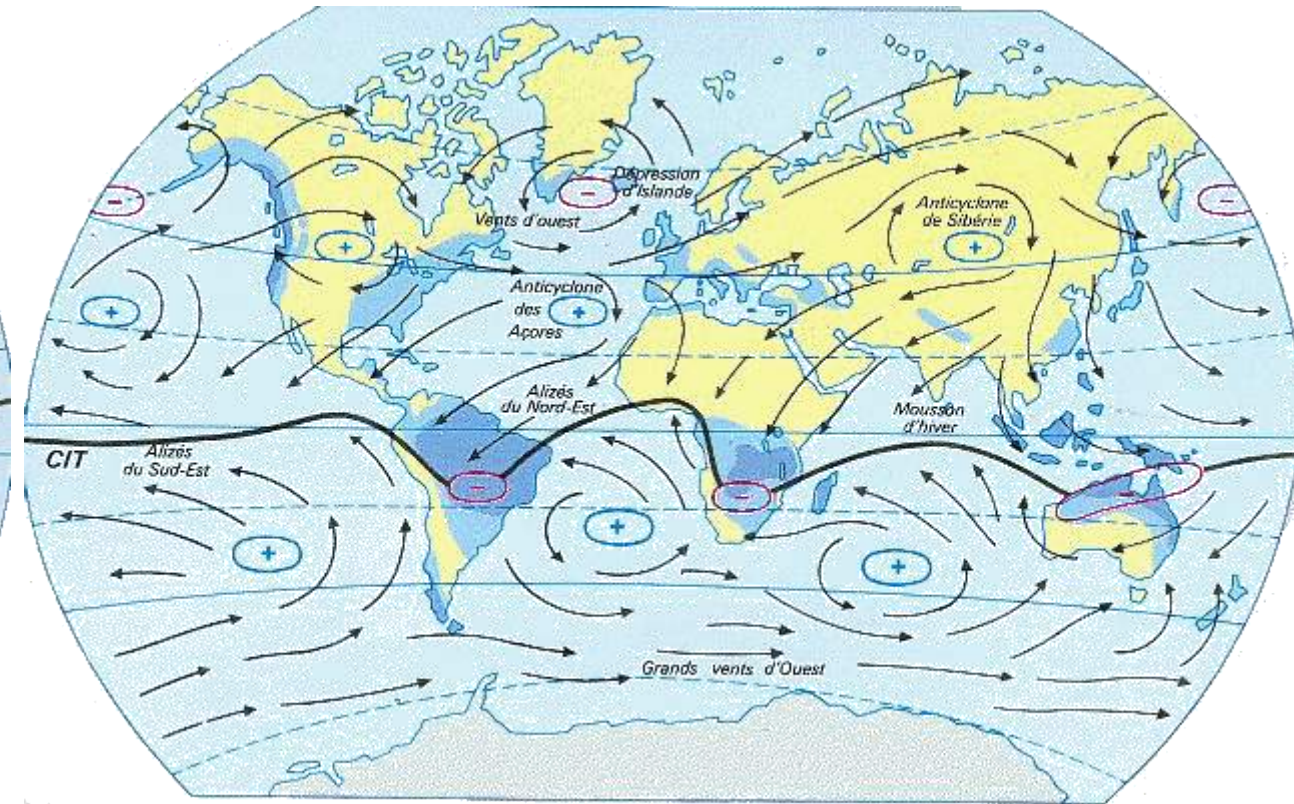 Dépression
d'Islande
-
-
-
Vents d'ouest
Anticyclone
de Sibérie
+
+
Anticyclone
des
Açores
+
+
Alizés
du Nord-Est
Mousson
d'hiver
CIT
Alizés
du Sud-Est
-
-
-
+
+
+
Grands vents d'Ouest